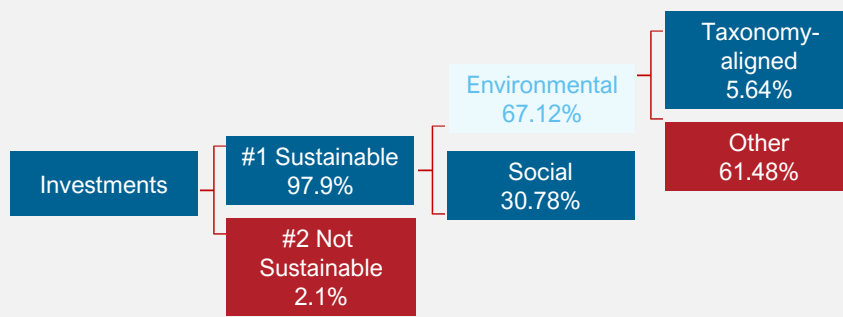 Investments
#1 Sustainable
97.9%
#2 Not
Sustainable
2.1%
Environmental
67.12%
Social
30.78%
Taxonomy-
aligned
5.64%
Other
61.48%